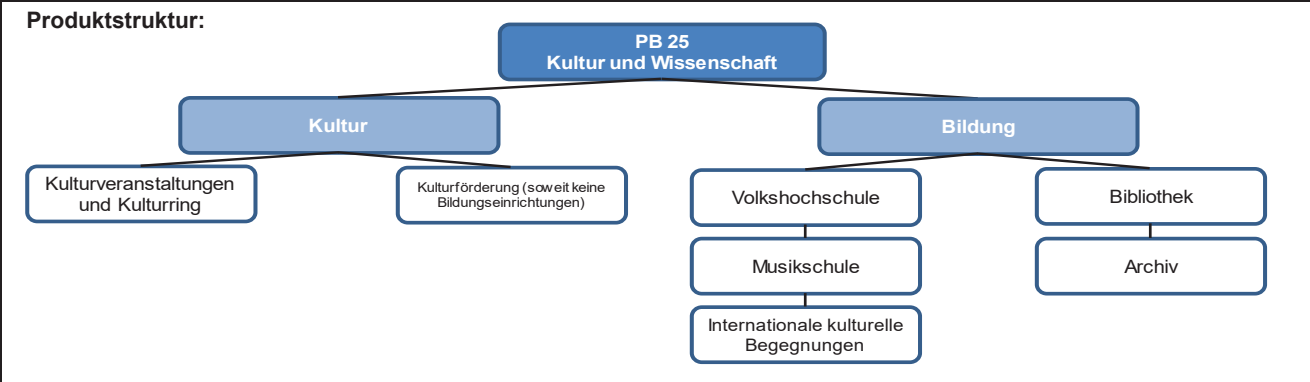 Produktstruktur:
PB 25
Kultur und Wissenschaft
Kultur
Bildung
Kulturveranstaltungen
und Kulturring
Kulturförderung (soweit keine
Bildungseinrichtungen)
Volkshochschule
Bibliothek
Musikschule
Archiv
Internationale kulturelle
Begegnungen